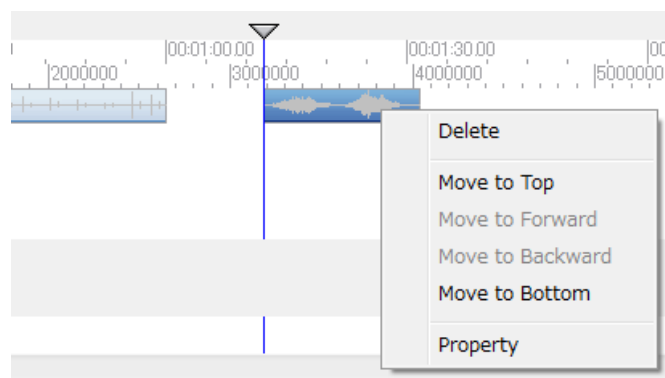 00:01:00.00 00:01:30.00 00
2000000 3000000 4000000 5000000
Delete
Move to Top
Move to Forward
Move to Backward
Move to Bottom
Property